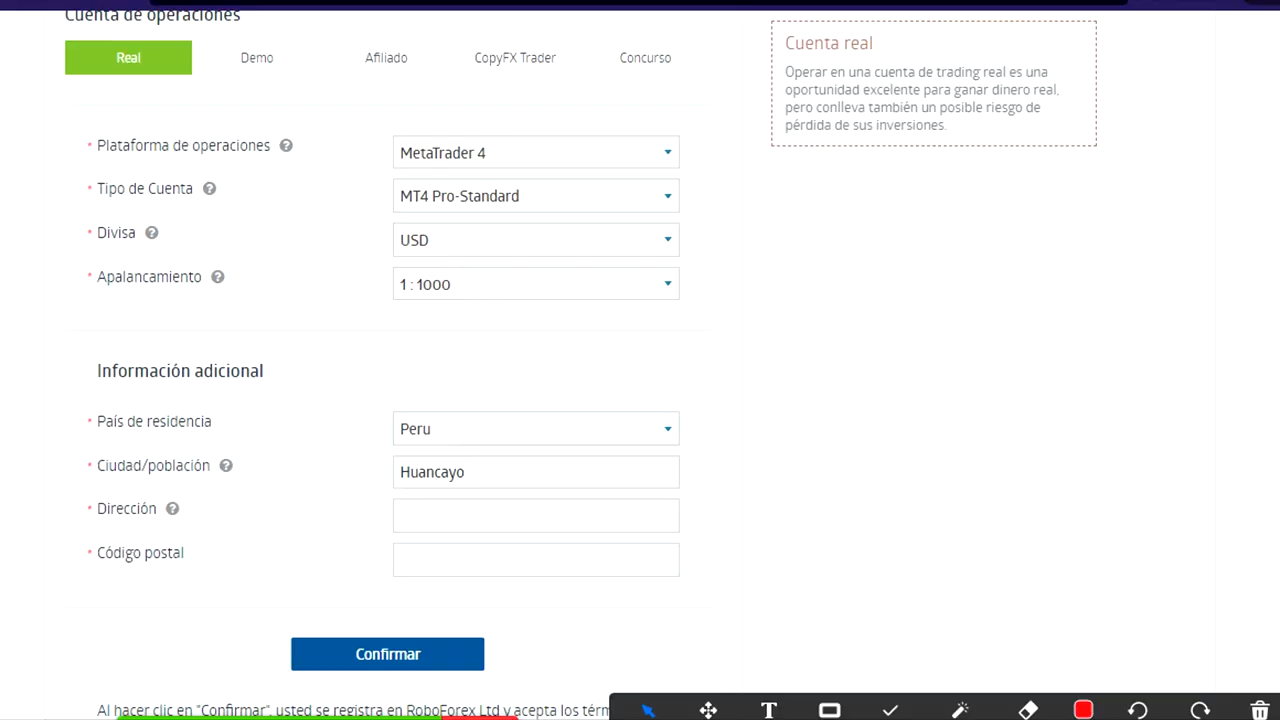 Cuenta de operaciones
Real
Demo
Afiliado
CopyFX Trader
Concurso
Cuenta real
Operar en una cuenta de trading real es una
oportunidad excelente para ganar dinero real,
pero conlleva también un posible riesgo de
pérdida de sus inversiones.
* Plataforma de operaciones ?
MetaTrader 4
* Tipo de Cuenta ?
MT4 Pro-Standard
* Divisa ?
USD
* Apalancamiento ?
1 : 1000
Información adicional
* País de residencia
Peru
* Ciudad/población ?
Huancayo
* Dirección ?
* Código postal
Confirmar
Al hacer clic en "Confirmar", usted se registra en RoboForex Ltd y acepta los térm
T